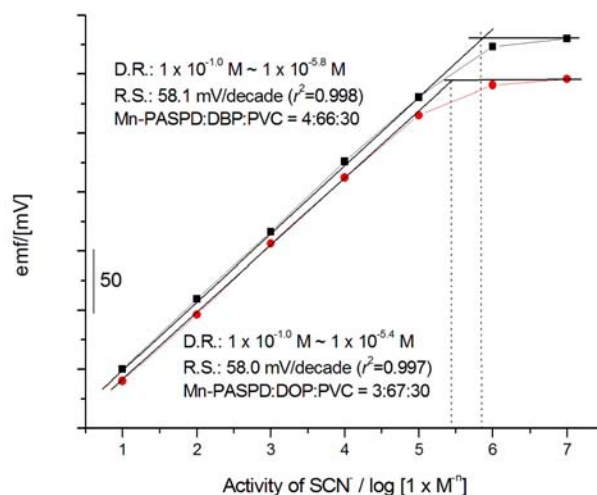 D.R.: 1 x 10⁻¹·⁰ M ~ 1 x 10⁻⁵·⁸ M
R.S.: 58.1 mV/decade (r²=0.998)
Mn-PASPD:DBP:PVC = 4:66:30
emf/[mV]
50
D.R.: 1 x 10⁻¹·⁰ M ~ 1 x 10⁻⁵·⁴ M
R.S.: 58.0 mV/decade (r²=0.997)
Mn-PASPD:DOP:PVC = 3:67:30
1 2 3 4 5 6 7
Activity of SCN⁻ / log [1 x M⁻ⁿ]